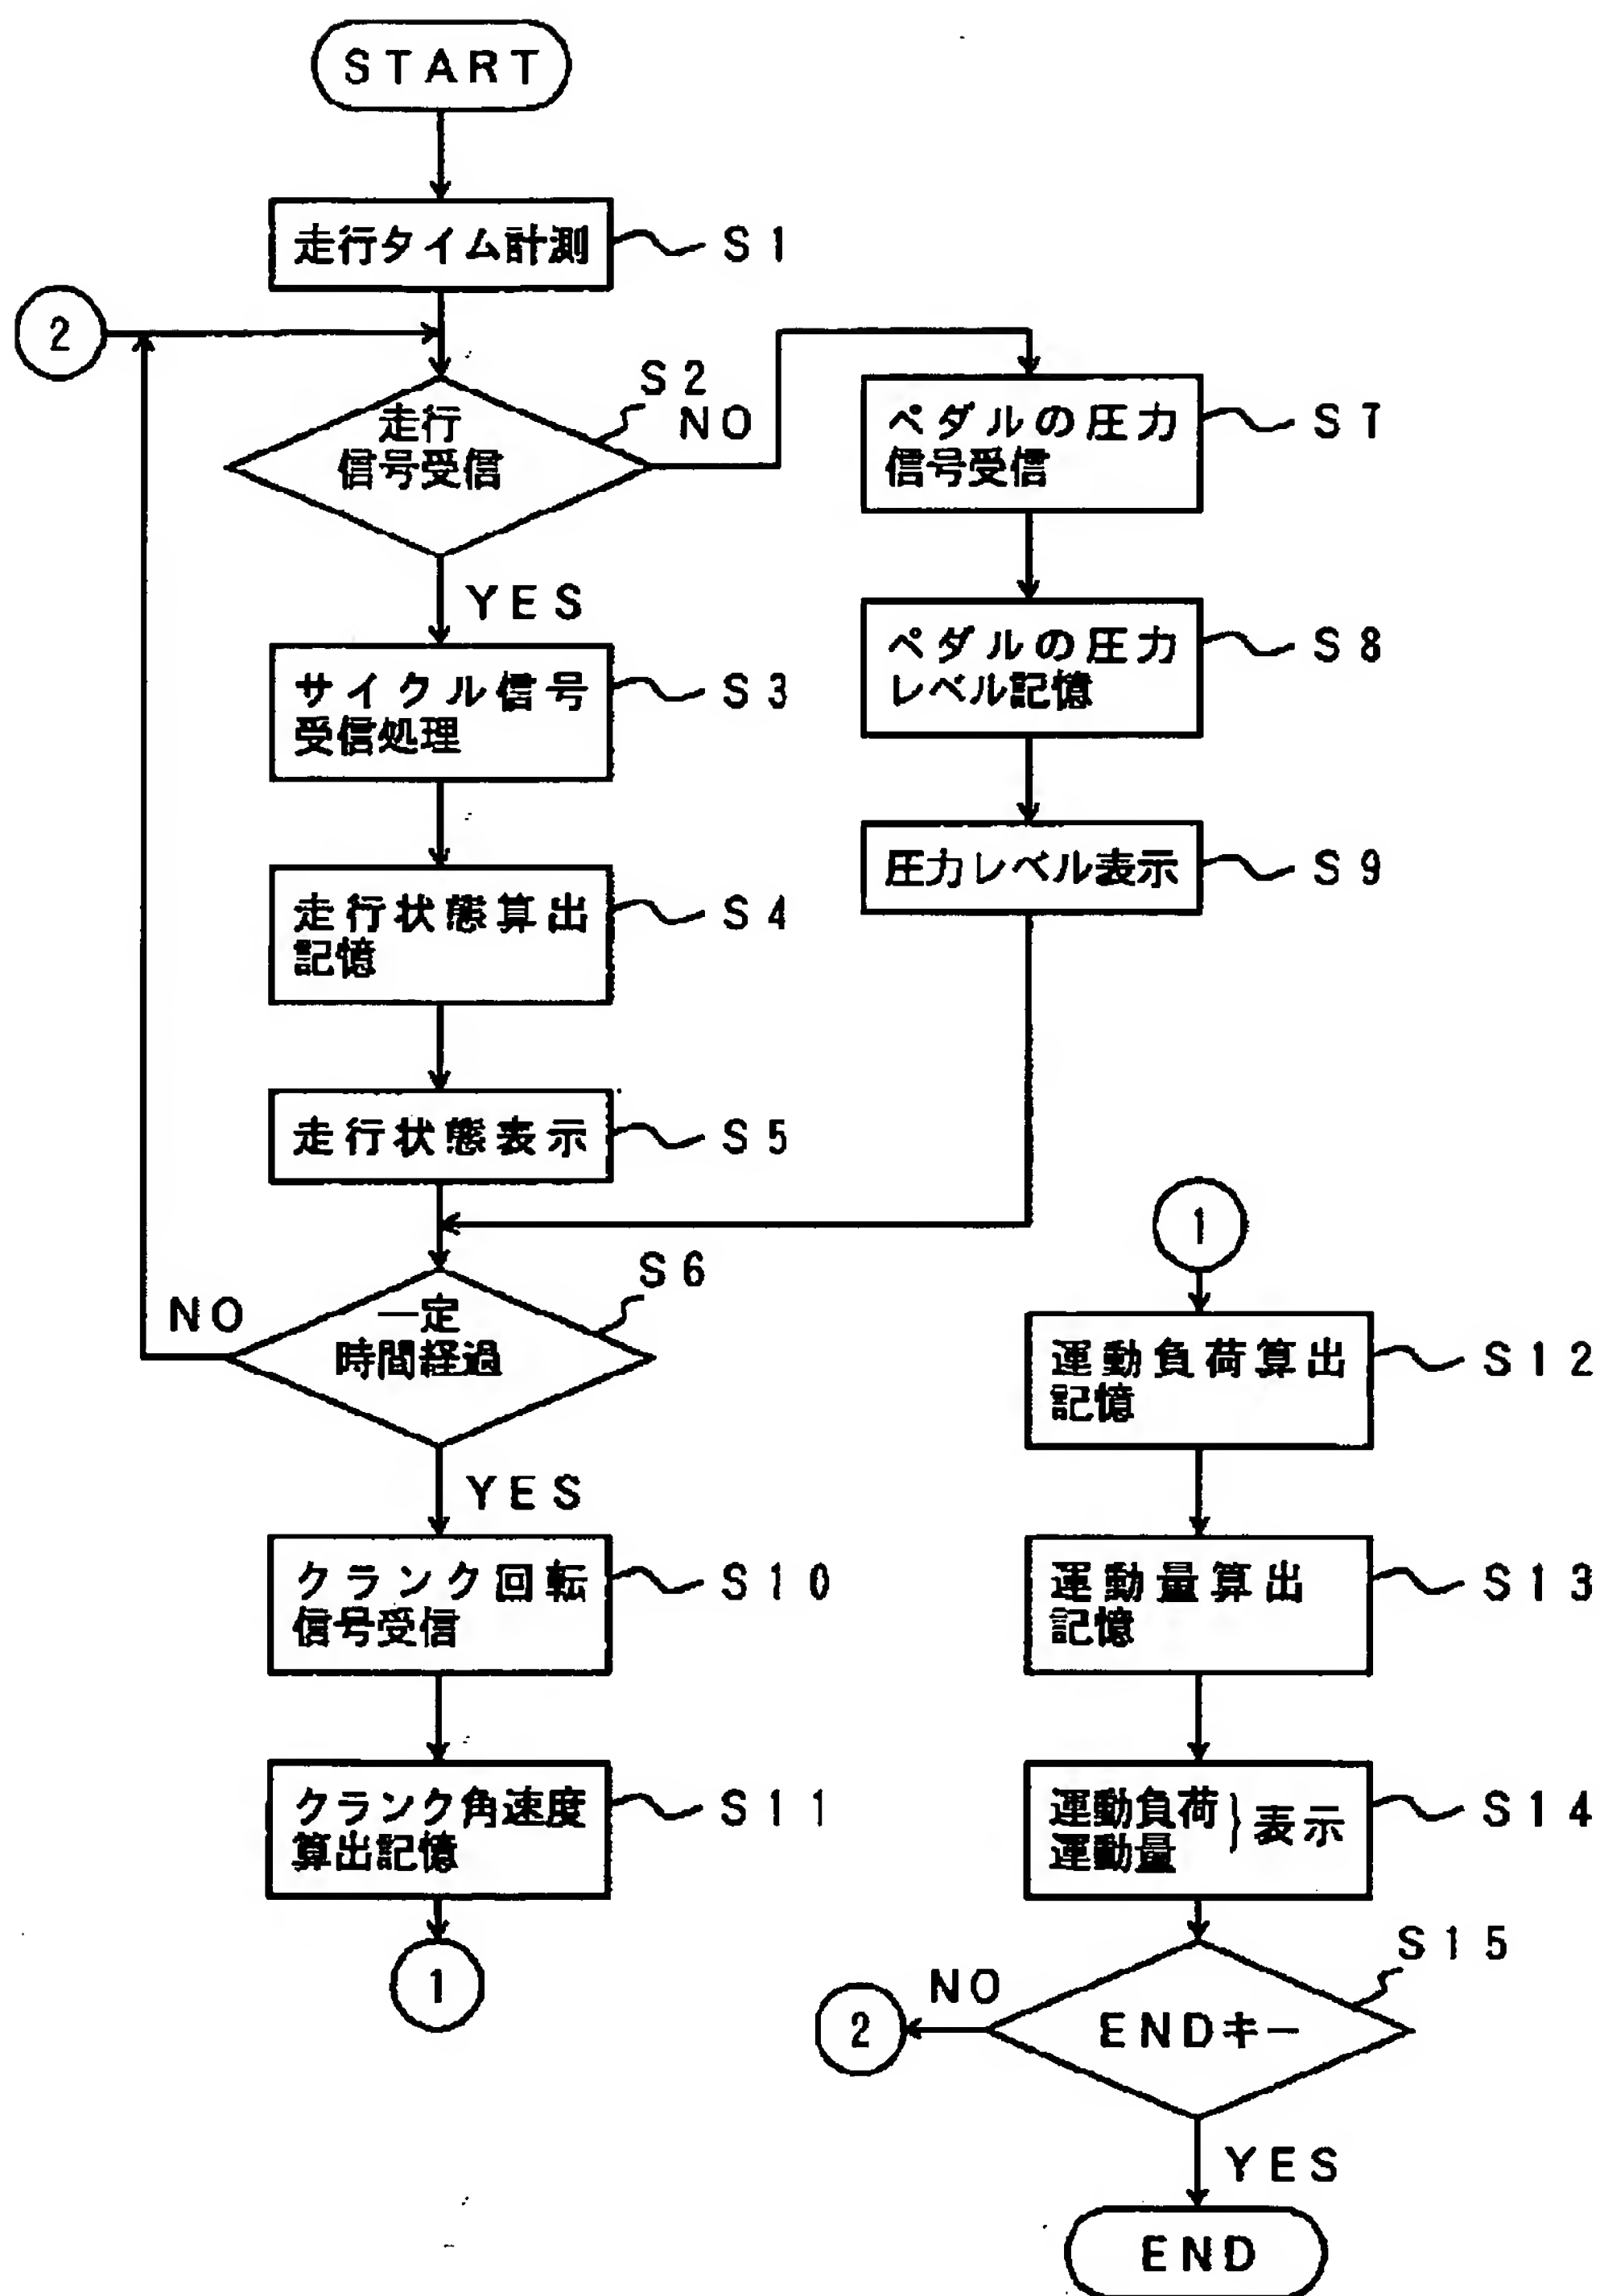 START
走行タイム計測
S1
2
S2
走行
信号受信
NO
YES
サイクル信号
受信処理
S3
走行状態算出
記憶
S4
走行状態表示
S5
ペダルの圧力
信号受信
S7
ペダルの圧力
レベル記憶
S8
圧力レベル表示
S9
S6
一定
時間経過
NO
YES
クランク回転
信号受信
S10
クランク角速度
算出記憶
S11
1
1
運動負荷算出
記憶
S12
運動量算出
記憶
S13
運動負荷
運動量
}表示
S14
S15
ENDキー
NO
2
YES
END